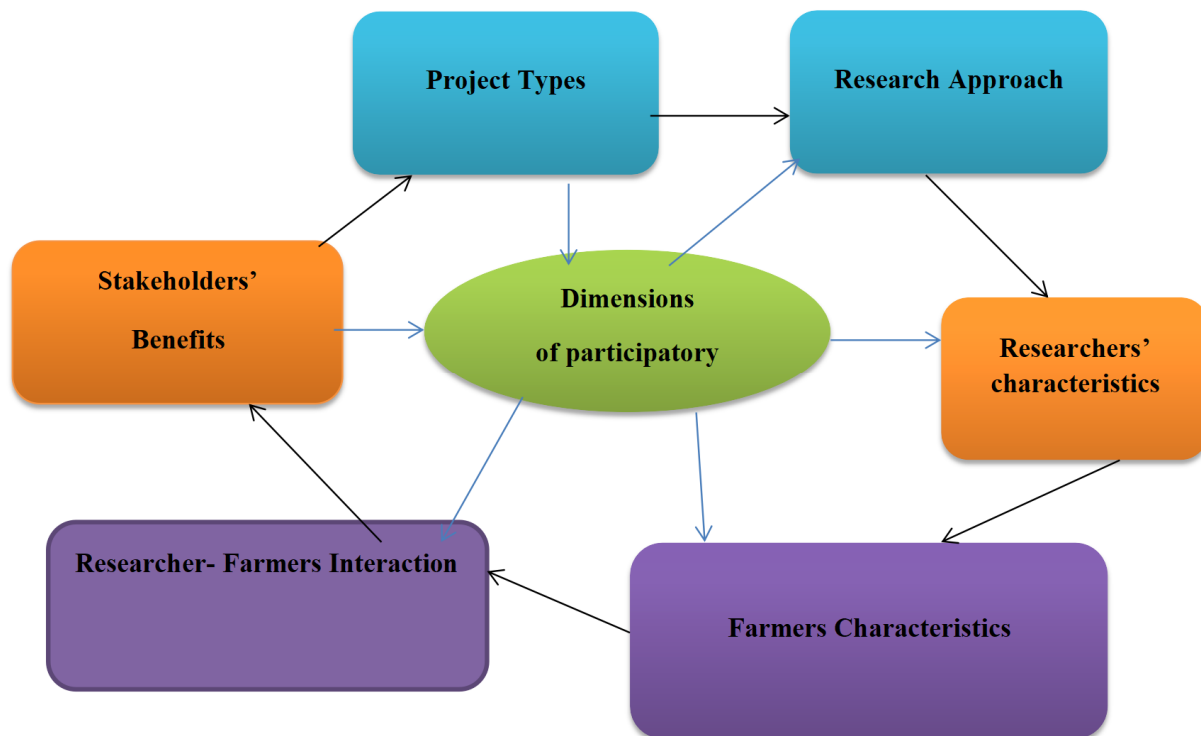 Project Types
Research Approach
Stakeholders’
Benefits
Dimensions
of participatory
Researchers’
characteristics
Researcher- Farmers Interaction
Farmers Characteristics